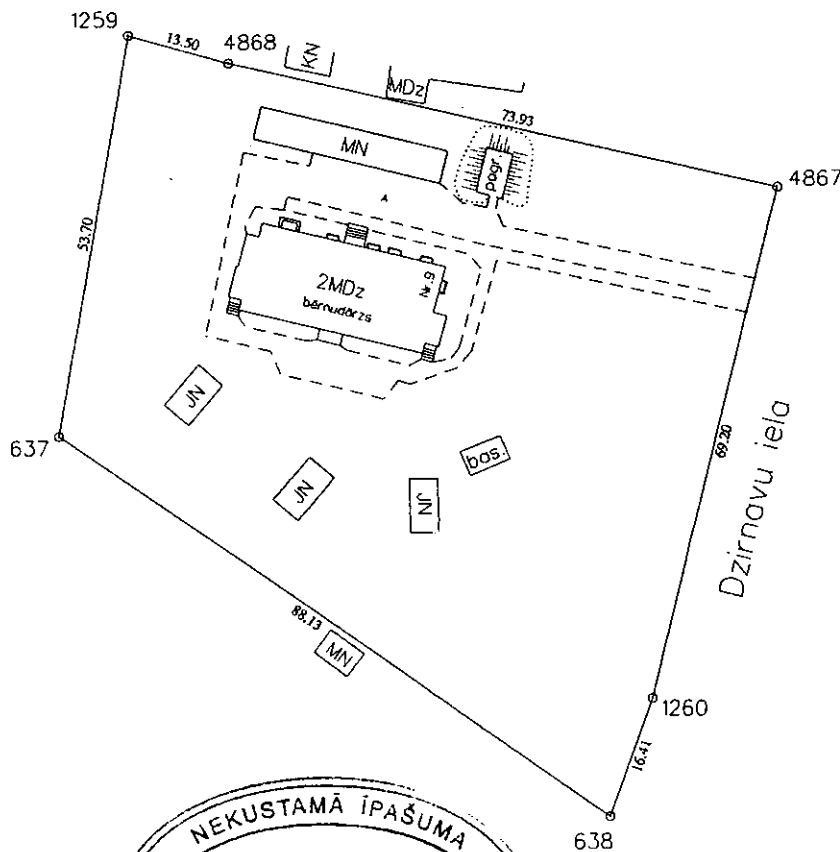 1259
13.50
4868
KN
MDz
73.93
4867
MN
pagr.
53.70
2MDz
bērnudārzs
Nr.9
JN
637
JN
JN
bas.
69.20
Dzirnavu iela
88.13
MN
1260
16.41
638
NEKUSTAMĀ ĪPAŠUMA